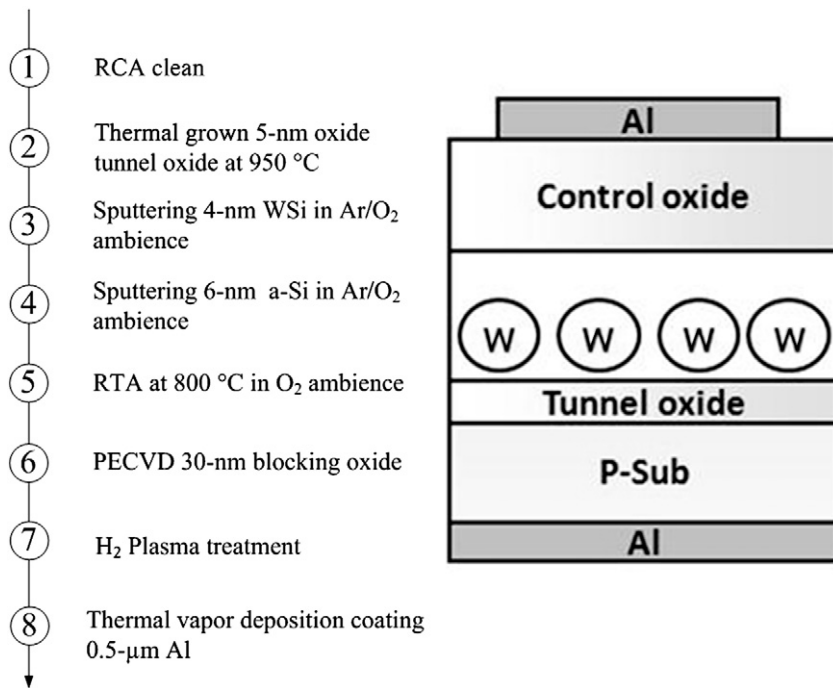 1
RCA clean
2
Thermal grown 5-nm oxide
tunnel oxide at 950 °C
3
Sputtering 4-nm WSi in Ar/O₂
ambience
4
Sputtering 6-nm a-Si in Ar/O₂
ambience
5
RTA at 800 °C in O₂ ambience
6
PECVD 30-nm blocking oxide
7
H₂ Plasma treatment
8
Thermal vapor deposition coating
0.5-μm Al
Al
Control oxide
W W W W
Tunnel oxide
P-Sub
Al